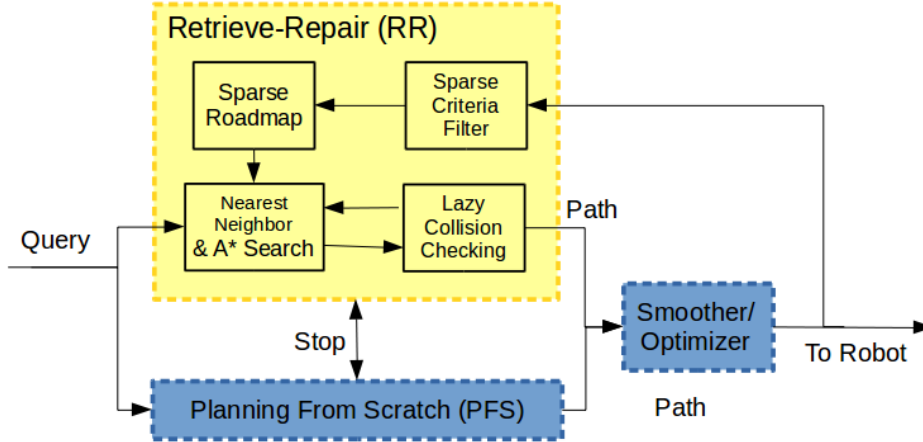 Retrieve-Repair (RR)
Sparse
Roadmap
Sparse
Criteria
Filter
Nearest
Neighbor
& A* Search
Lazy
Collision
Checking
Path
Query
Smoother/
Optimizer
Stop
To Robot
Planning From Scratch (PFS)
Path